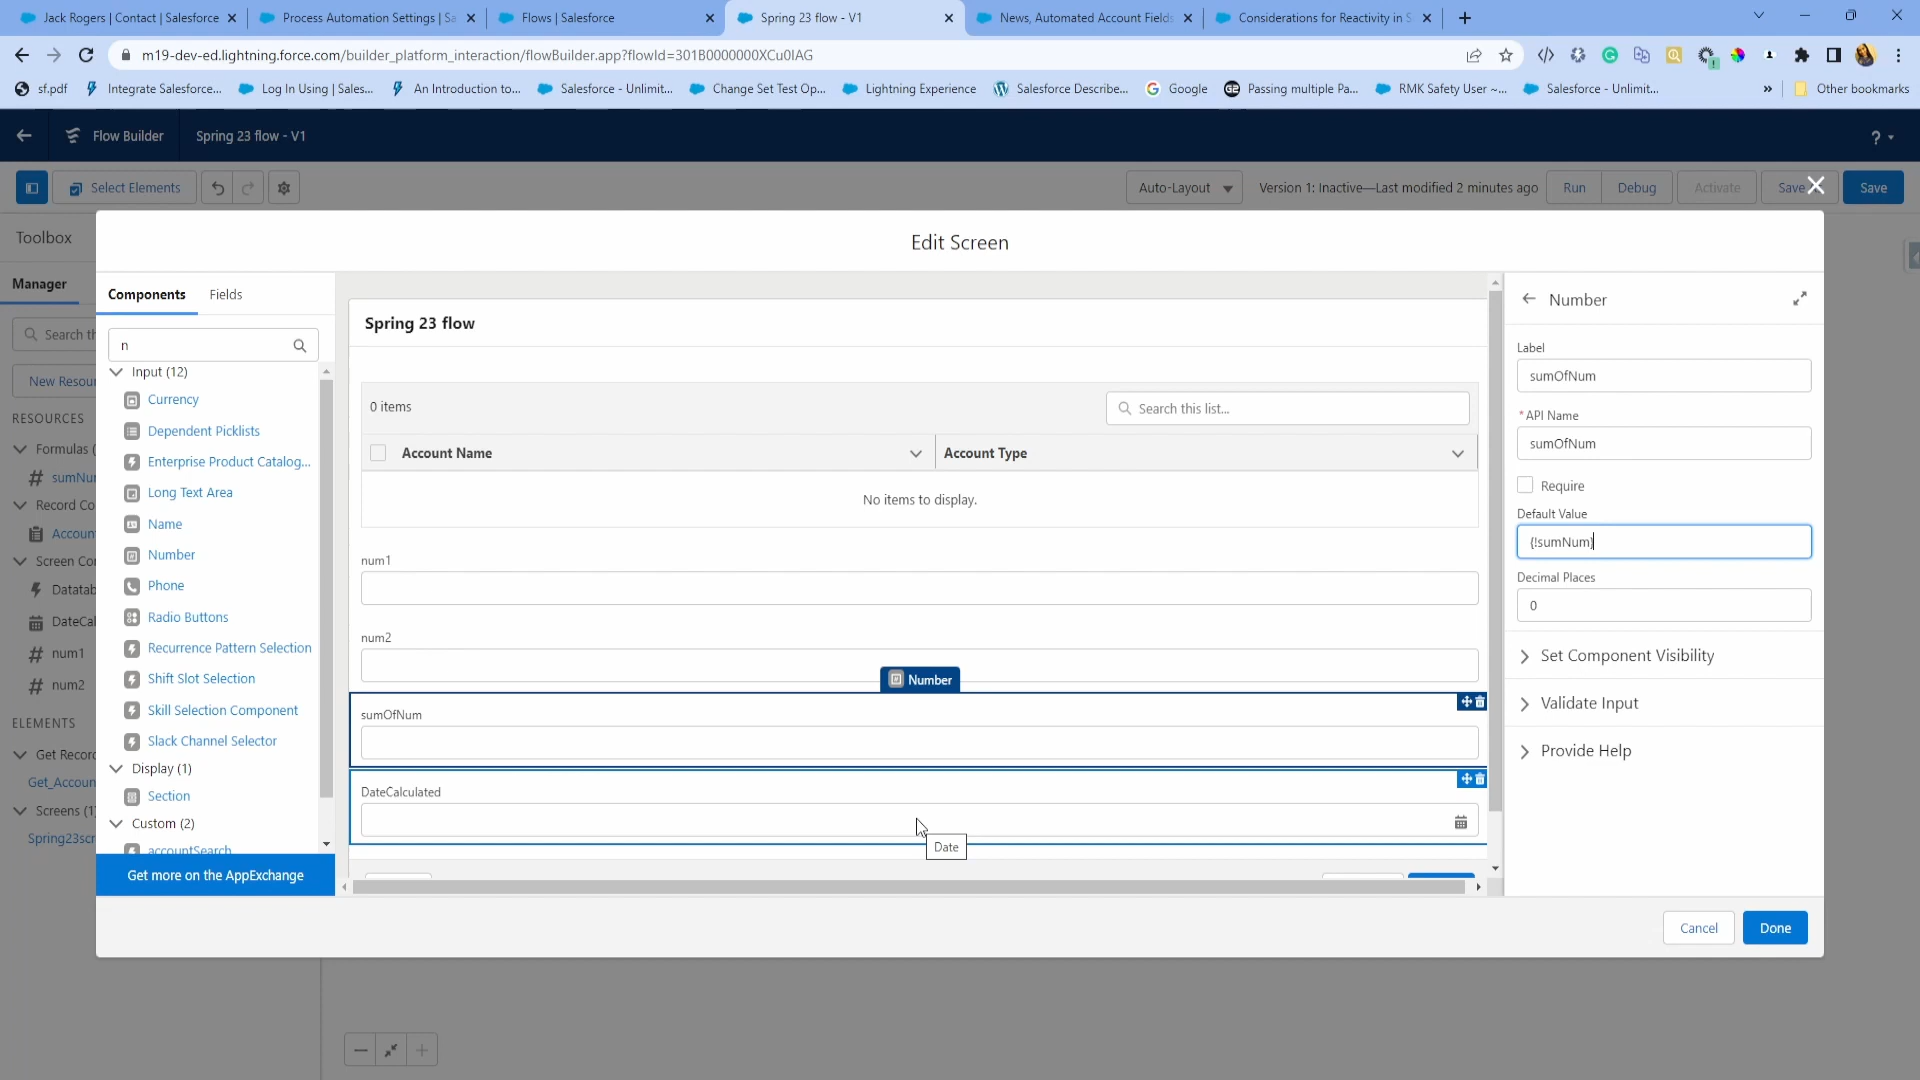 Jack Rogers | Contact | Salesforce
Process Automation Settings | Sa
Flows | Salesforce
Spring 23 flow - V1
News, Automated Account Fields
Considerations for Reactivity in S
m19-dev-ed.lightning.force.com/builder_platform_interaction/flowBuilder.app?flowId=301B0000000XCu0IAG
sf.pdf
Integrate Salesforce...
Log In Using | Sales...
An Introduction to...
Salesforce - Unlimit...
Change Set Test Op...
Lightning Experience
Salesforce Describe...
Google
Passing multiple Pa...
RMK Safety User ~...
Salesforce - Unlimit...
»
Other bookmarks
Flow Builder
Spring 23 flow - V1
?
Select Elements
Auto-Layout
Version 1: Inactive—Last modified 2 minutes ago
Run
Debug
Activate
Save
Save
Toolbox
Manager
Search th
New Resour
RESOURCES
Formulas (
sumNur
Record Co
Account
Screen Cor
Datatab
DateCal
num1
num2
ELEMENTS
Get Record
Get_Accoun
Screens (1)
Spring23scr
Edit Screen
Components
Fields
n
Input (12)
Currency
Dependent Picklists
Enterprise Product Catalog...
Long Text Area
Name
Number
Phone
Radio Buttons
Recurrence Pattern Selection
Shift Slot Selection
Skill Selection Component
Slack Channel Selector
Display (1)
Section
Custom (2)
accountSearch
Get more on the AppExchange
Spring 23 flow
0 items
Search this list...
Account Name
Account Type
No items to display.
num1
num2
Number
sumOfNum
DateCalculated
Date
Number
Label
sumOfNum
*API Name
sumOfNum
Require
Default Value
{!sumNum}
Decimal Places
0
Set Component Visibility
Validate Input
Provide Help
Cancel
Done